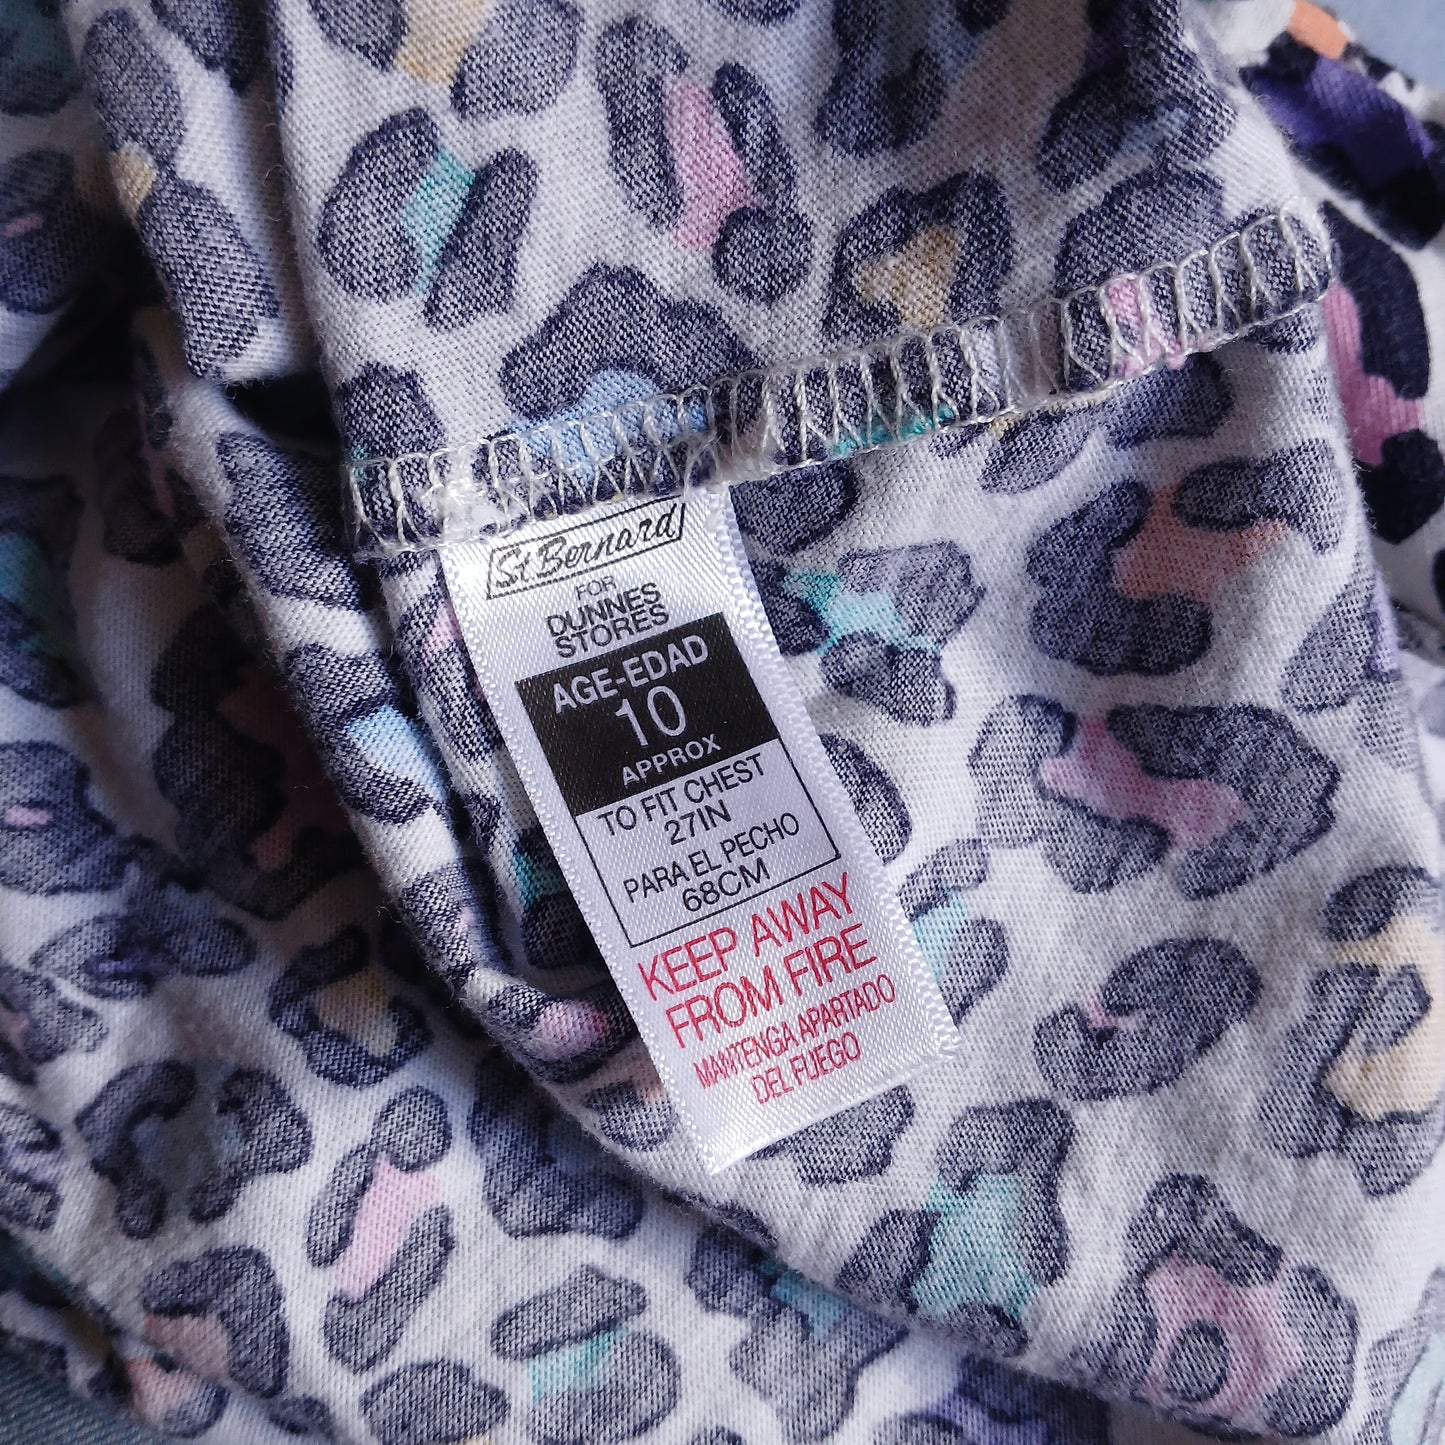 St Bernard
FOR
DUNNES
STORES
AGE-EDAD
10
APPROX
TO FIT CHEST
27IN
PARA EL PECHO
68CM
KEEP AWAY
FROM FIRE
MANTENGA APARTADO
DEL FUEGO